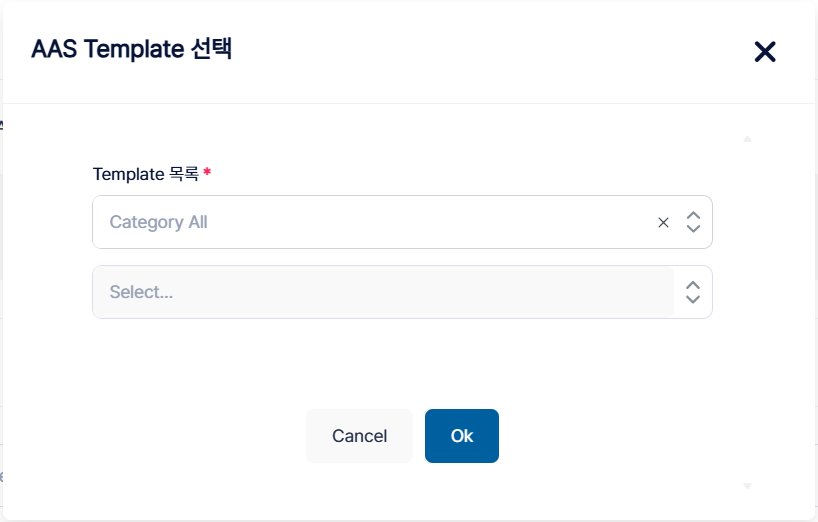 AAS Template 선택
Template 목록 *
Category All
Select...
Cancel
Ok